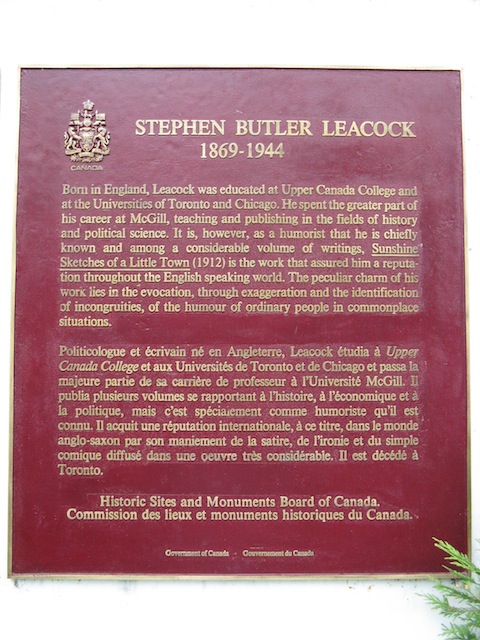 STEPHEN BUTLER LEACOCK
1869-1944
CANADA
Born in England, Leacock was educated at Upper Canada College and
at the Universities of Toronto and Chicago. He spent the greater part of
his career at McGill, teaching and publishing in the fields of history
and political science. It is, however, as a humorist that he is chiefly
known and among a considerable volume of writings, Sunshine
Sketches of a Little Town (1912) is the work that assured him a reputa-
tion throughout the English speaking world. The peculiar charm of his
work lies in the evocation, through exaggeration and the identification
of incongruities, of the humour of ordinary people in commonplace
situations.
Politicologue et écrivain né en Angleterre, Leacock étudia à Upper
Canada College et aux Universités de Toronto et de Chicago et passa la
majeure partie de sa carrière de professeur à l'Université McGill. Il
publia plusieurs volumes se rapportant à l'histoire, à l'économique et à
la politique, mais c'est spécialement comme humoriste qu'il est
connu. Il acquit une réputation internationale, à ce titre, dans le monde
anglo-saxon par son maniement de la satire, de l'ironie et du simple
comique diffusé dans une oeuvre très considérable. Il est décédé à
Toronto.
Historic Sites and Monuments Board of Canada.
Commission des lieux et monuments historiques du Canada.
Government of Canada - Gouvernement du Canada